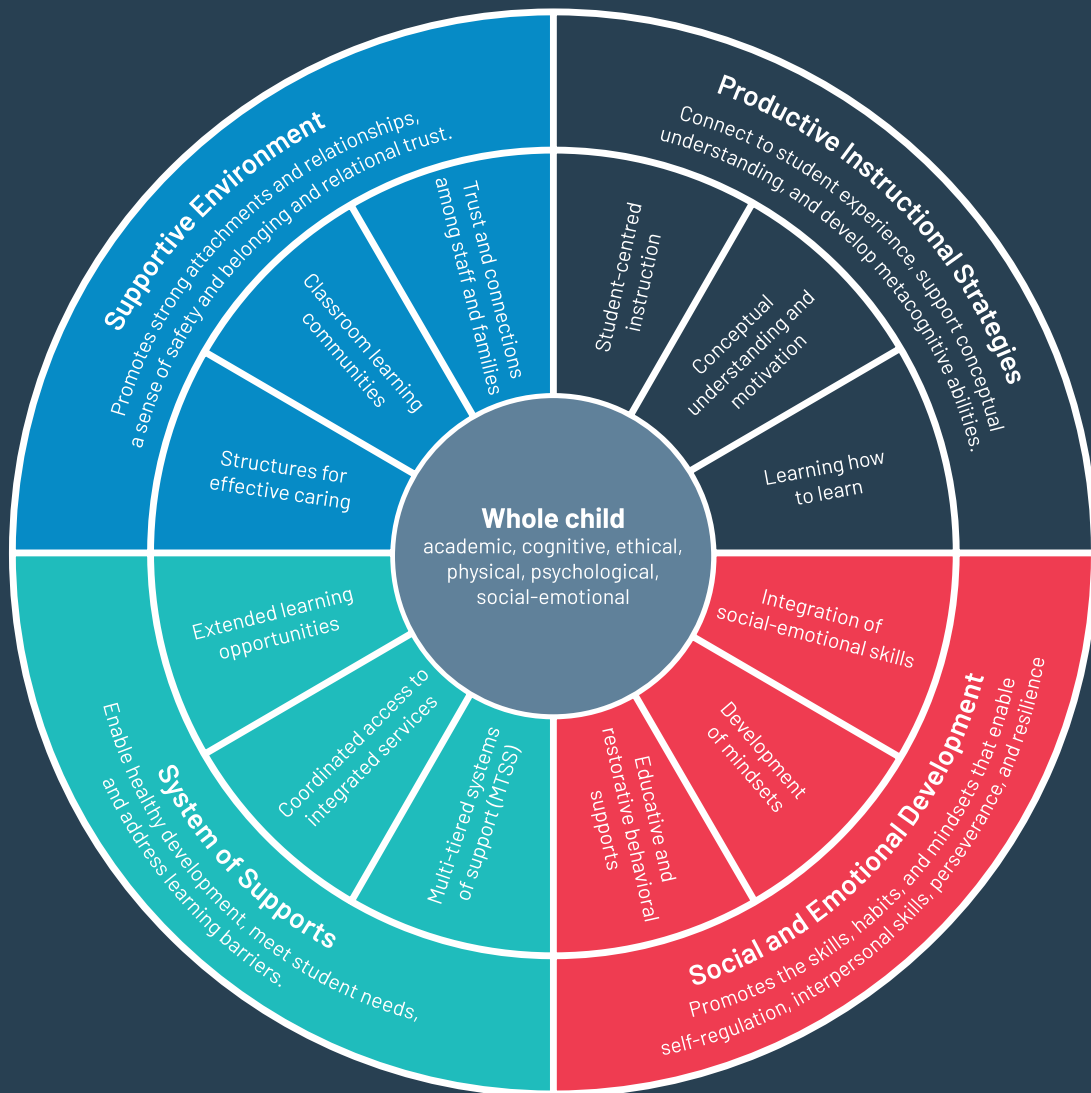 Supportive Environment
Promotes strong attachments and relationships,
a sense of safety and belonging and relational trust.
Structures for
effective caring
Classroom learning
communities
Trust and connections
among staff and families
Productive Instructional Strategies
Connect to student experience, support conceptual
understanding, and develop metacognitive abilities.
Student-centred
instruction
Conceptual
understanding and
motivation
Learning how
to learn
Whole child
academic, cognitive, ethical,
physical, psychological,
social-emotional
Integration of
social-emotional skills
Development
of mindsets
Educative and
restorative behavioral
supports
Social and Emotional Development
Promotes the skills, habits, and mindsets that enable
self-regulation, interpersonal skills, perseverance, and resilience
Extended learning
opportunities
Coordinated access to
integrated services
Multi-tiered systems
of support (MTSS)
System of Supports
Enable healthy development, meet student needs,
and address learning barriers.